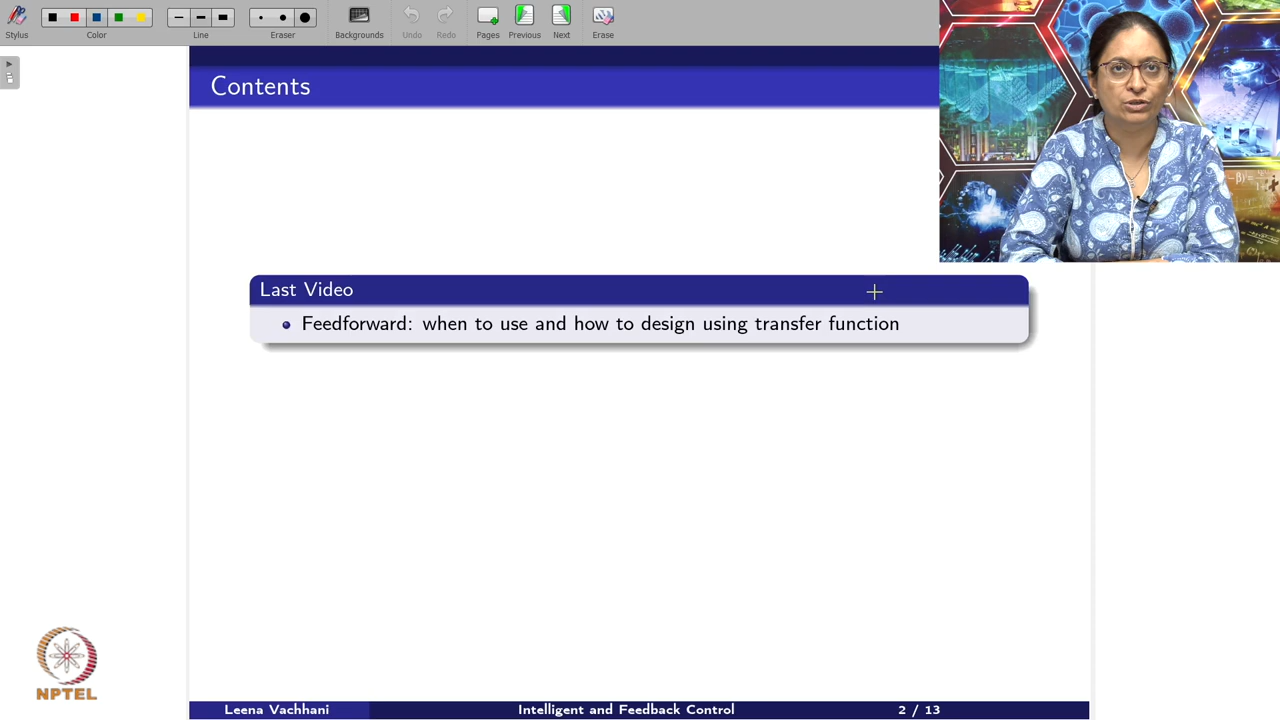 Stylus
Color
Line
Eraser
Backgrounds
Undo
Redo
Pages
Previous
Next
Erase
Contents
Last Video
Feedforward: when to use and how to design using transfer function
NPTEL
Leena Vachhani
Intelligent and Feedback Control
2 / 13